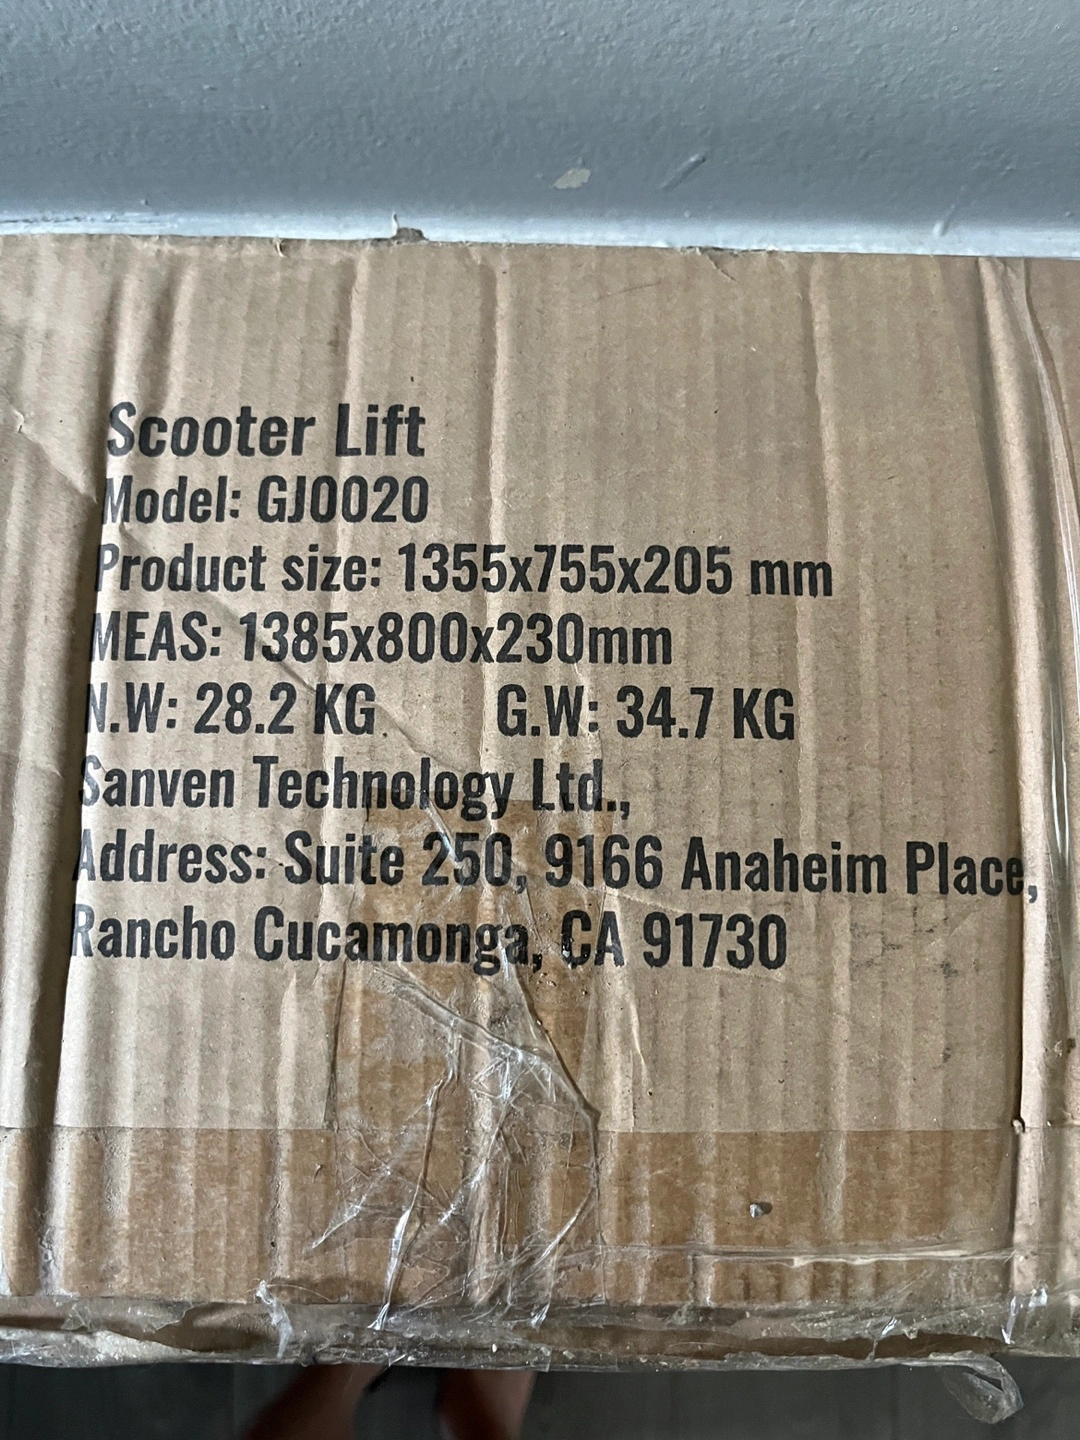 Scooter Lift
Model: GJ0020
Product size: 1355x755x205 mm
MEAS: 1385x800x230mm
N.W: 28.2 KG G.W: 34.7 KG
Sanven Technology Ltd.,
Address: Suite 250, 9166 Anaheim Place,
Rancho Cucamonga, CA 91730